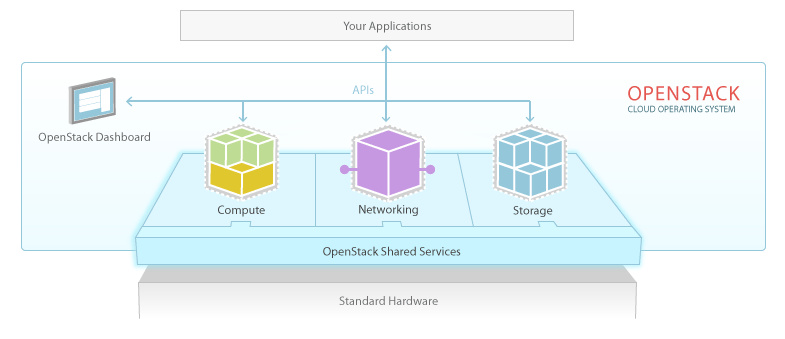 Your Applications
APIs
OPENSTACK
CLOUD OPERATING SYSTEM
OpenStack Dashboard
Compute
Networking
Storage
OpenStack Shared Services
Standard Hardware